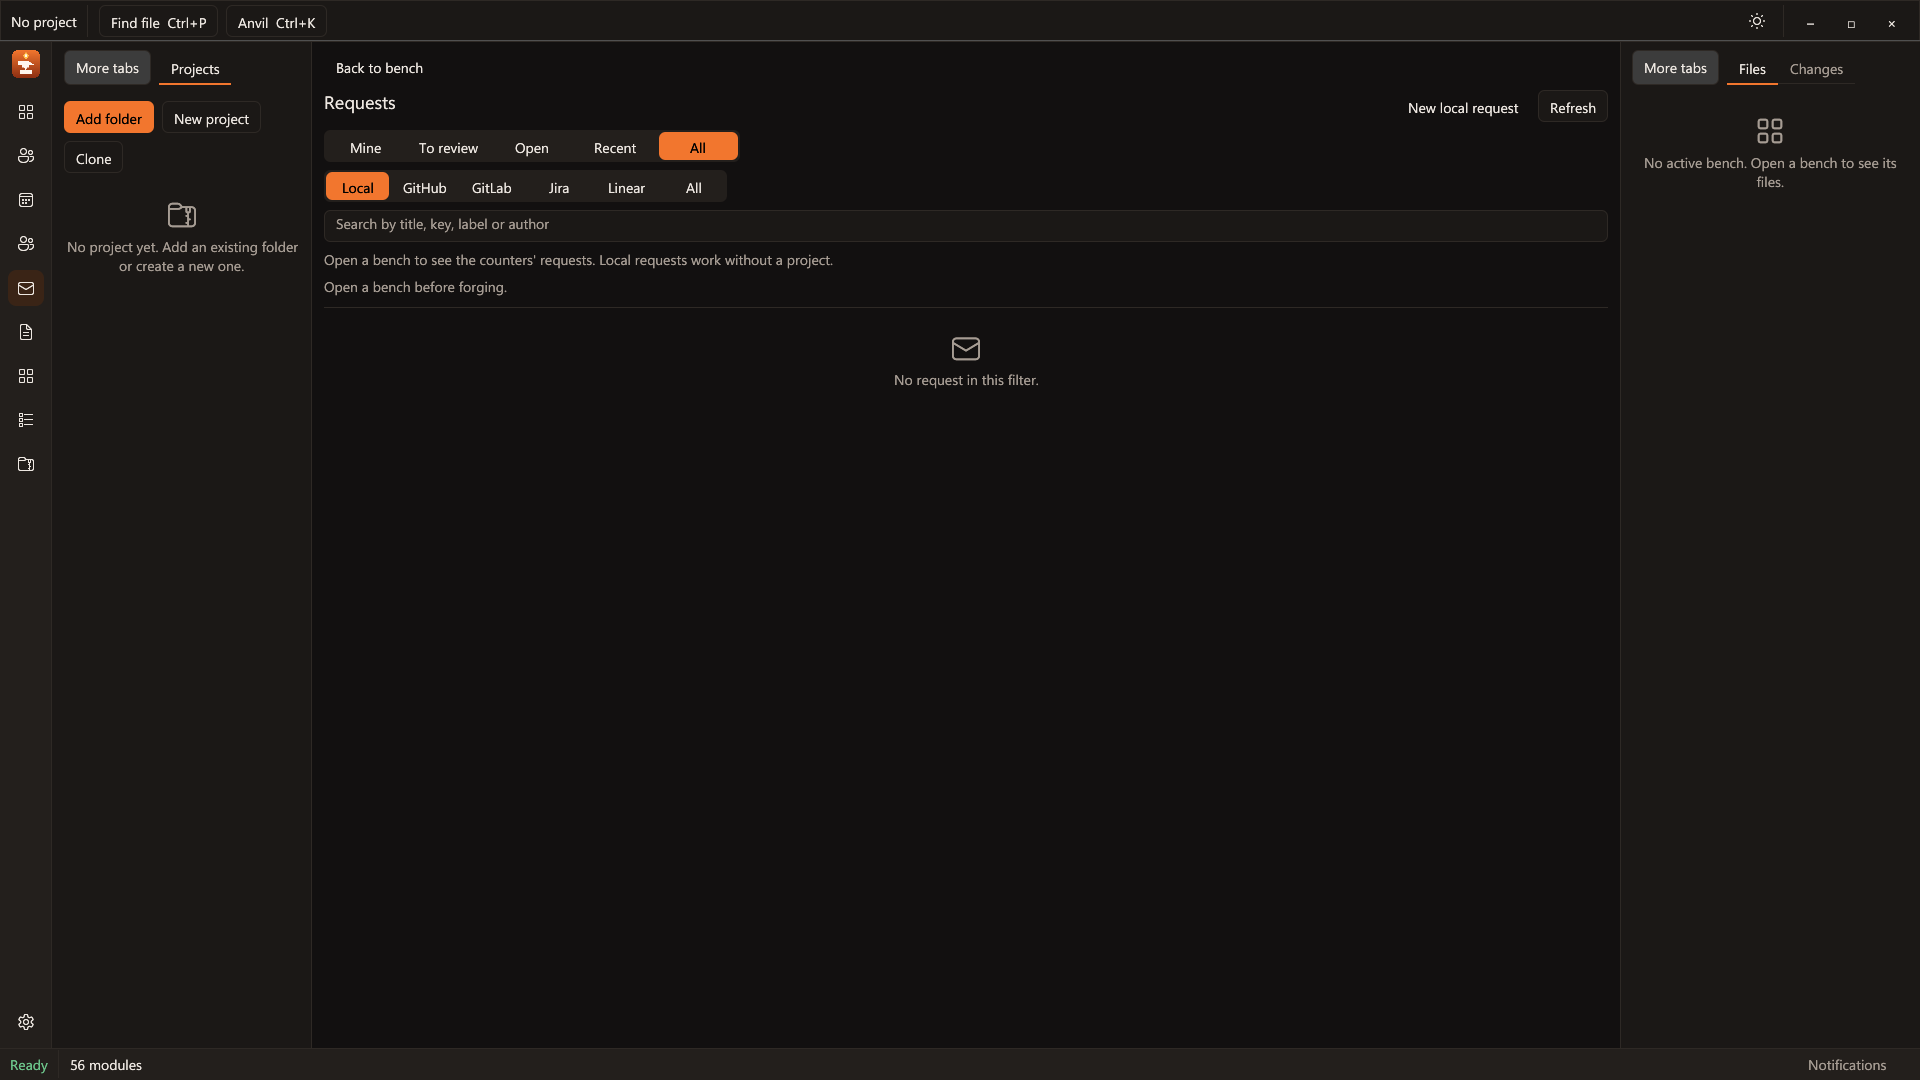 No project
Find file Ctrl+P
Anvil Ctrl+K
More tabs
Projects
Add folder
New project
Clone
No project yet. Add an existing folder
or create a new one.
Back to bench
Requests
New local request
Refresh
Mine
To review
Open
Recent
All
Local
GitHub
GitLab
Jira
Linear
All
Search by title, key, label or author
Open a bench to see the counters' requests. Local requests work without a project.
Open a bench before forging.
No request in this filter.
More tabs
Files
Changes
No active bench. Open a bench to see its
files.
Ready
56 modules
Notifications